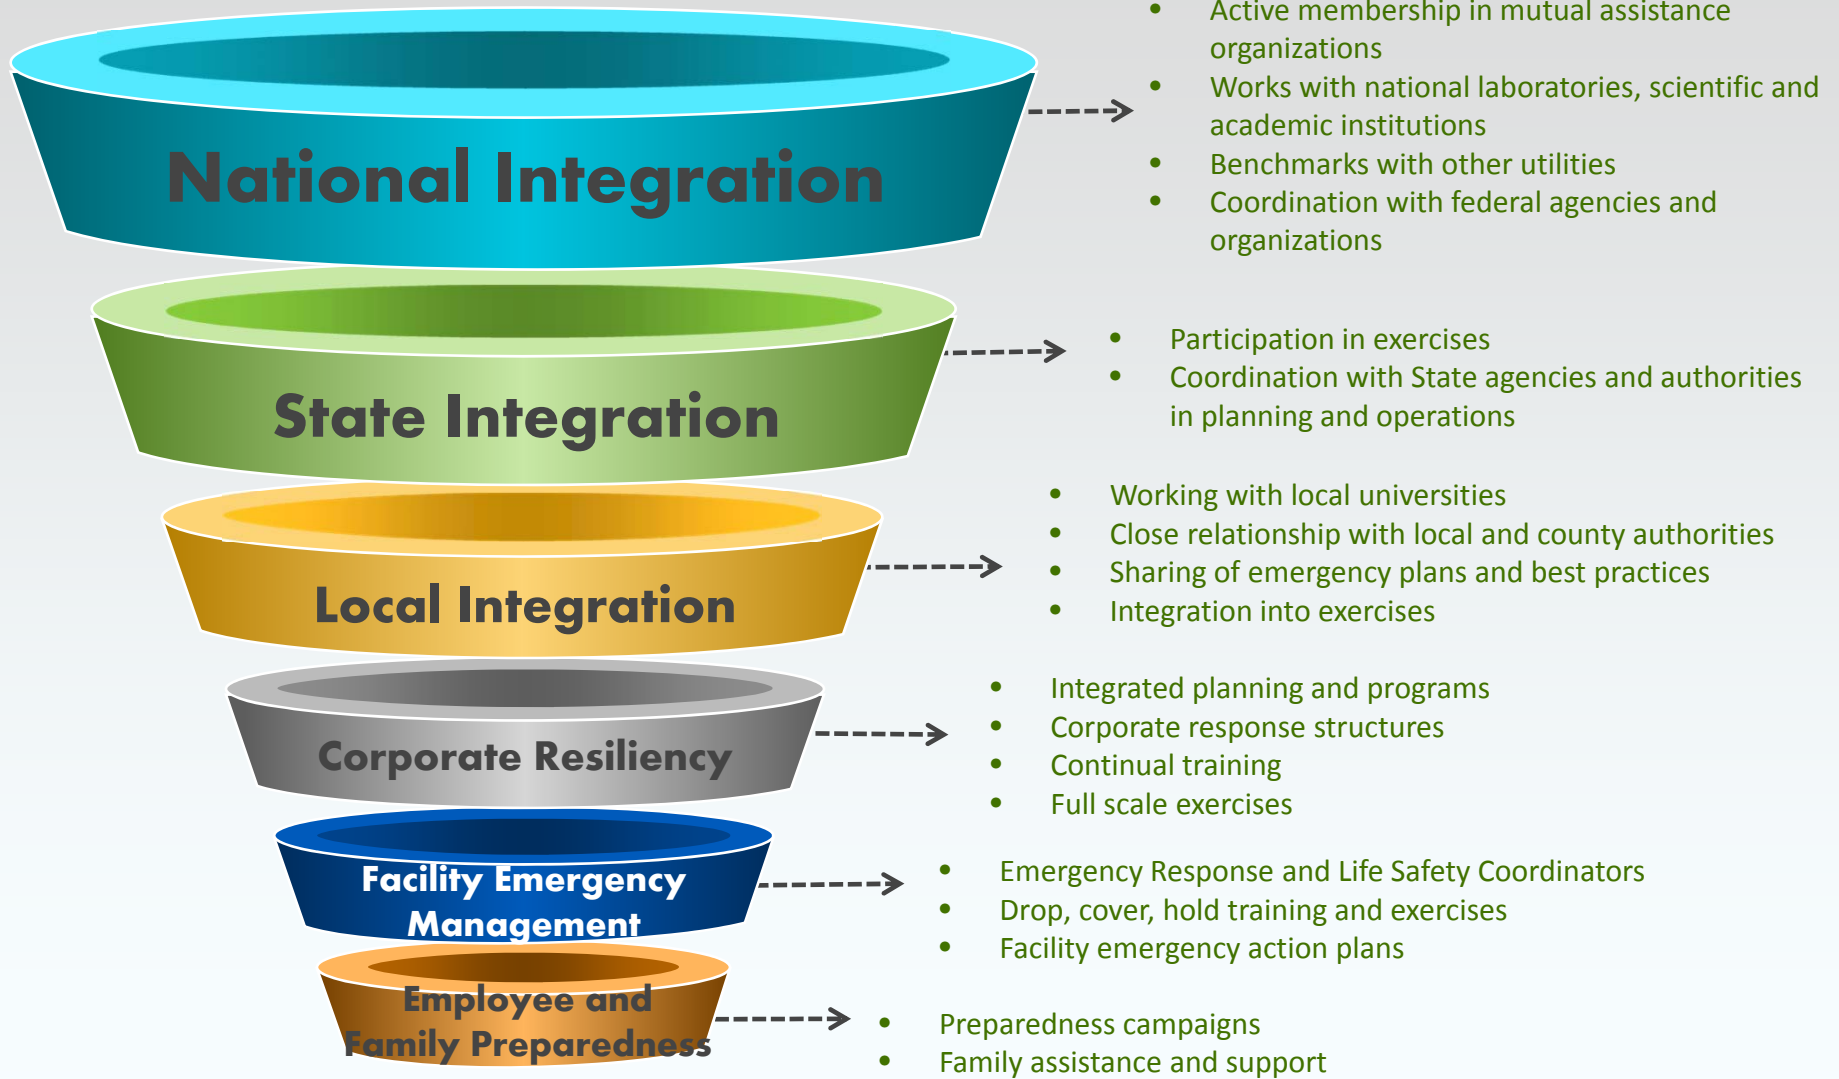 • Active membership in mutual assistance
organizations
• Works with national laboratories, scientific and
academic institutions
• Benchmarks with other utilities
• Coordination with federal agencies and
organizations
National Integration
• Participation in exercises
• Coordination with State agencies and authorities
in planning and operations
State Integration
• Working with local universities
• Close relationship with local and county authorities
• Sharing of emergency plans and best practices
• Integration into exercises
Local Integration
• Integrated planning and programs
• Corporate response structures
• Continual training
• Full scale exercises
Corporate Resiliency
• Emergency Response and Life Safety Coordinators
• Drop, cover, hold training and exercises
• Facility emergency action plans
Facility Emergency
Management
• Preparedness campaigns
• Family assistance and support
Employee and
Family Preparedness